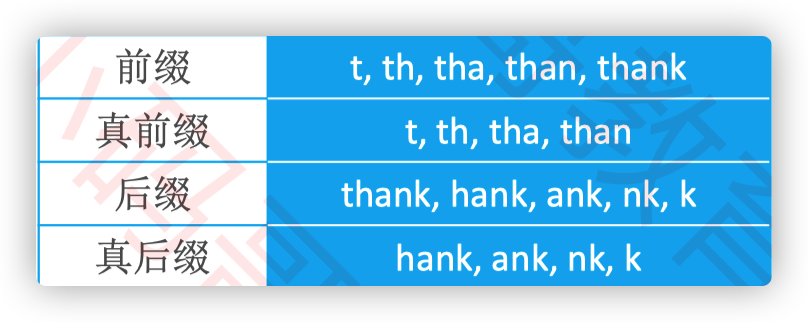 前缀 t, th, tha, than, thank
真前缀 t, th, tha, than
后缀 thank, hank, ank, nk, k
真后缀 hank, ank, nk, k